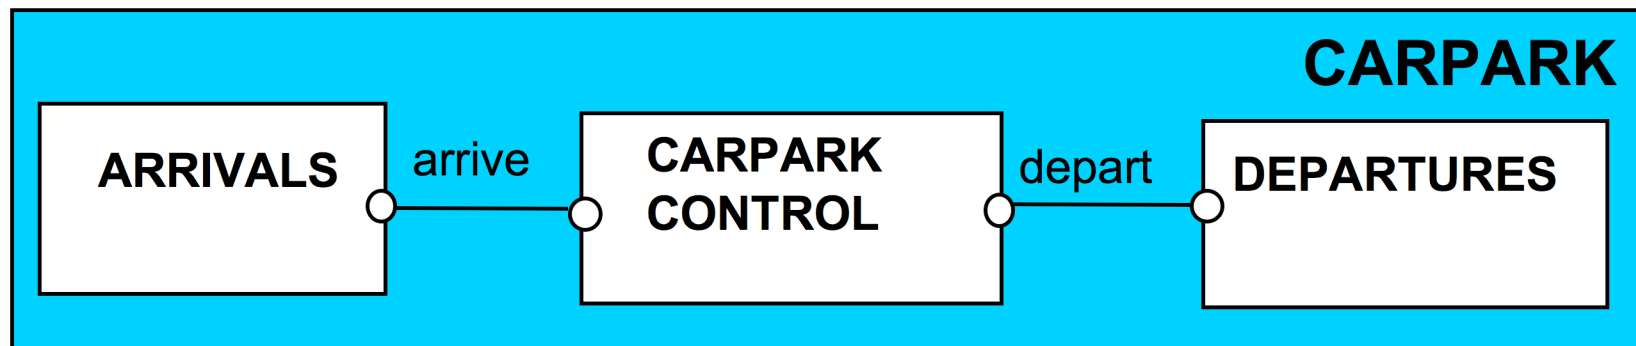 CARPARK
ARRIVALS
arrive
CARPARK
CONTROL
depart
DEPARTURES